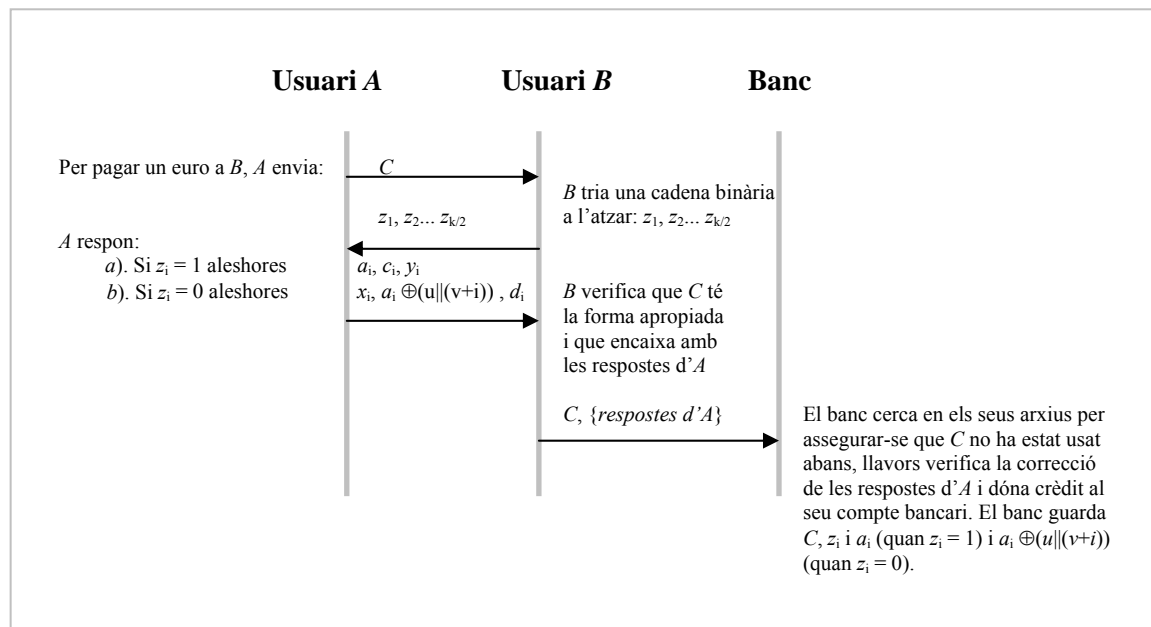 Usuari A Usuari B Banc
Per pagar un euro a B, A envia:
C
B tria una cadena binària
a l’atzar: z1, z2... zk/2
z1, z2... zk/2
A respon:
a). Si zi = 1 aleshores
ai, ci, yi
b). Si zi = 0 aleshores
xi, ai ⊕(u||(v+i)) , di
B verifica que C té
la forma apropiada
i que encaixa amb
les respostes d’A
C, {respostes d’A}
El banc cerca en els seus arxius per
assegurar-se que C no ha estat usat
abans, llavors verifica la correcció
de les respostes d’A i dóna crèdit al
seu compte bancari. El banc guarda
C, zi i ai (quan zi = 1) i ai ⊕(u||(v+i))
(quan zi = 0).